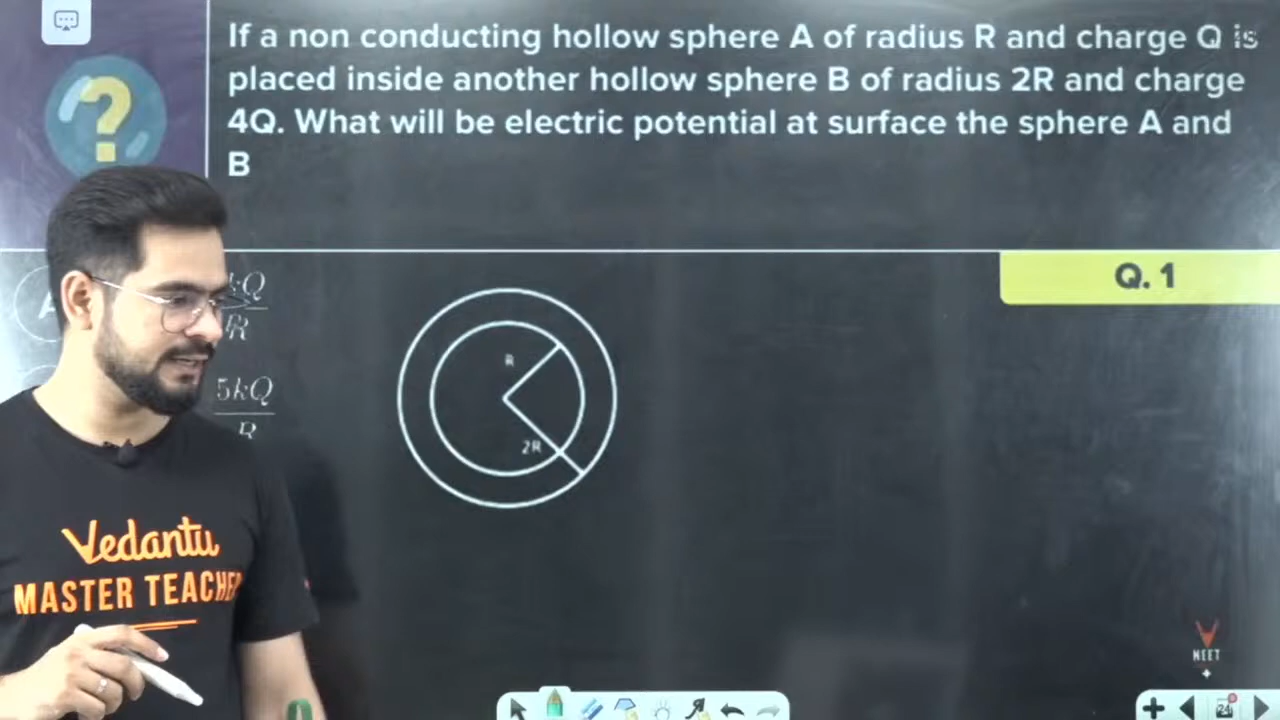 If a non conducting hollow sphere A of radius R and charge Q is
placed inside another hollow sphere B of radius 2R and charge
4Q. What will be electric potential at surface the sphere A and
B
?
Q. 1
kQ
R
5kQ
R
R
2R
Vedantu
MASTER TEACHER
NEET
24